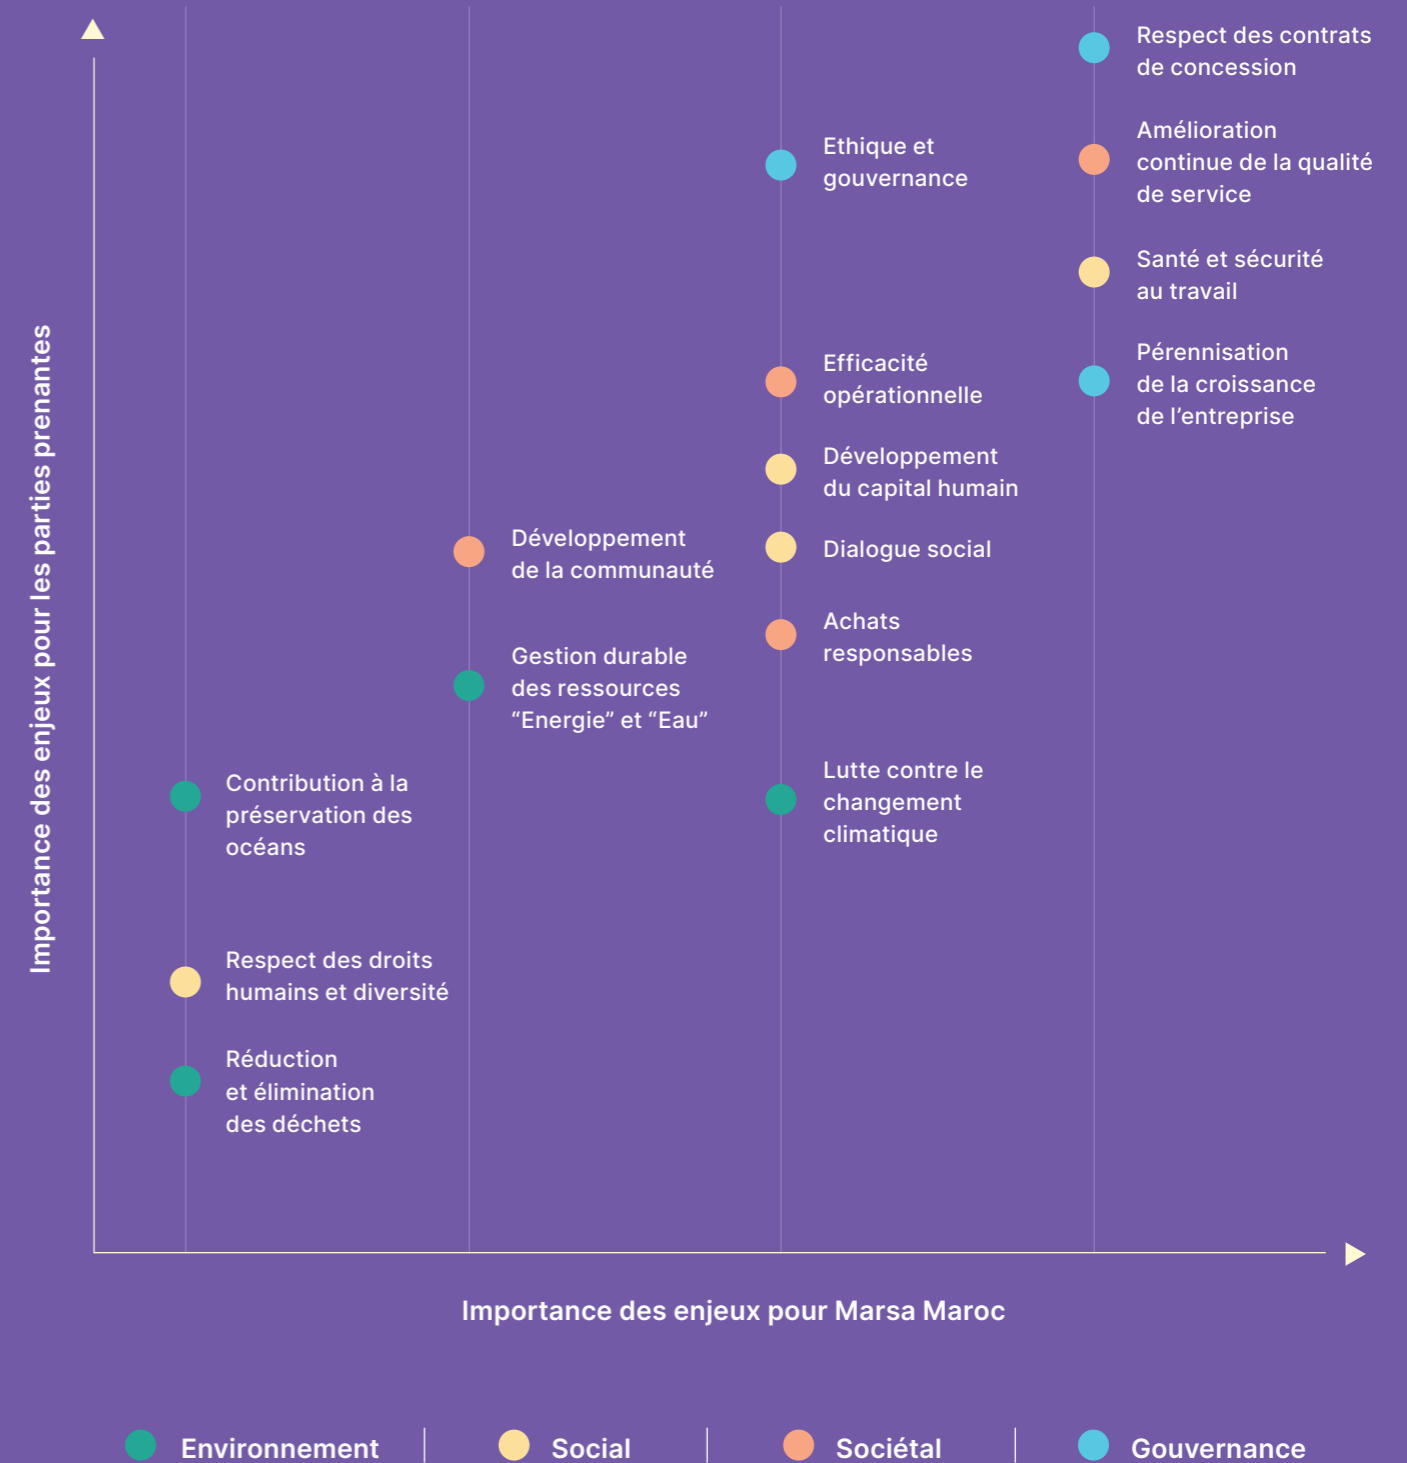 Importance des enjeux pour les parties prenantes
Respect des contrats
de concession
Amélioration
continue de la qualité
de service
Ethique et
gouvernance
Santé et sécurité
au travail
Pérennisation
de la croissance
de l’entreprise
Efficacité
opérationnelle
Développement
du capital humain
Dialogue social
Développement
de la communauté
Achats
responsables
Gestion durable
des ressources
“Energie” et “Eau”
Lutte contre le
changement
climatique
Contribution à la
préservation des
océans
Respect des droits
humains et diversité
Réduction
et élimination
des déchets
Importance des enjeux pour Marsa Maroc
Environnement
Social
Sociétal
Gouvernance